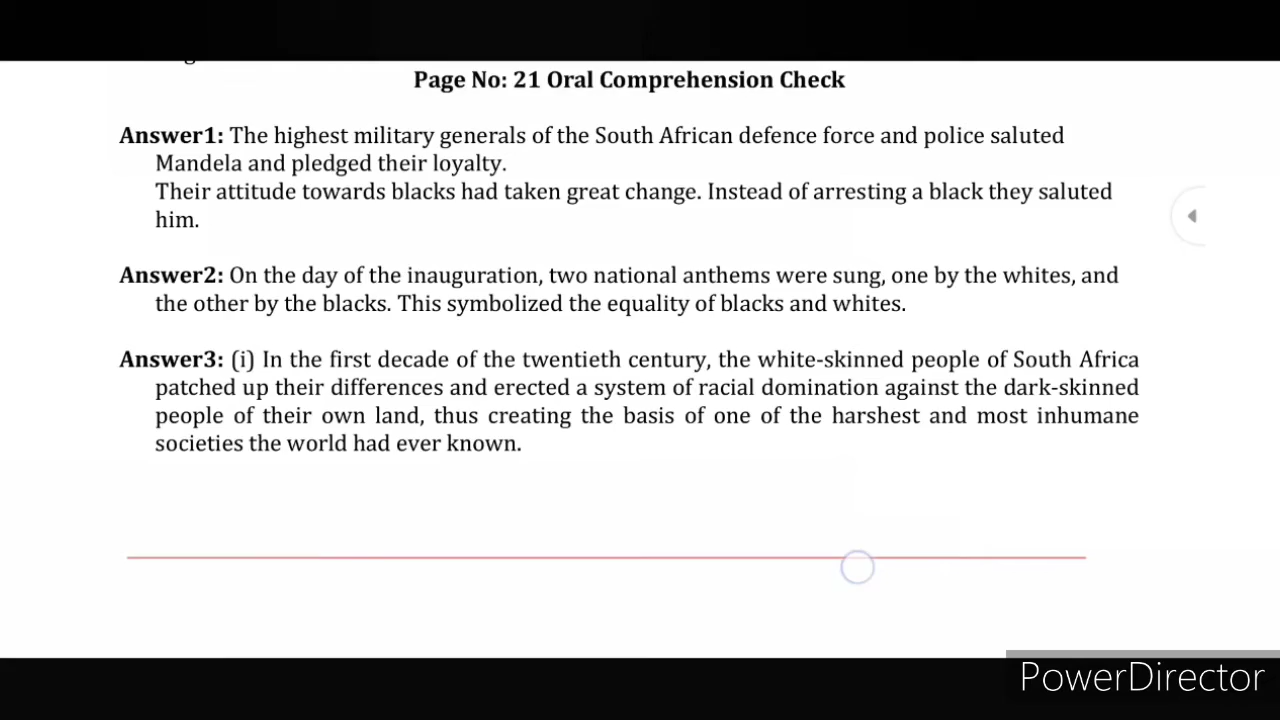 Page No: 21 Oral Comprehension Check
Answer1: The highest military generals of the South African defence force and police saluted
Mandela and pledged their loyalty.
Their attitude towards blacks had taken great change. Instead of arresting a black they saluted
him.
Answer2: On the day of the inauguration, two national anthems were sung, one by the whites, and
the other by the blacks. This symbolized the equality of blacks and whites.
Answer3: (i) In the first decade of the twentieth century, the white-skinned people of South Africa
patched up their differences and erected a system of racial domination against the dark-skinned
people of their own land, thus creating the basis of one of the harshest and most inhumane
societies the world had ever known.
PowerDirector